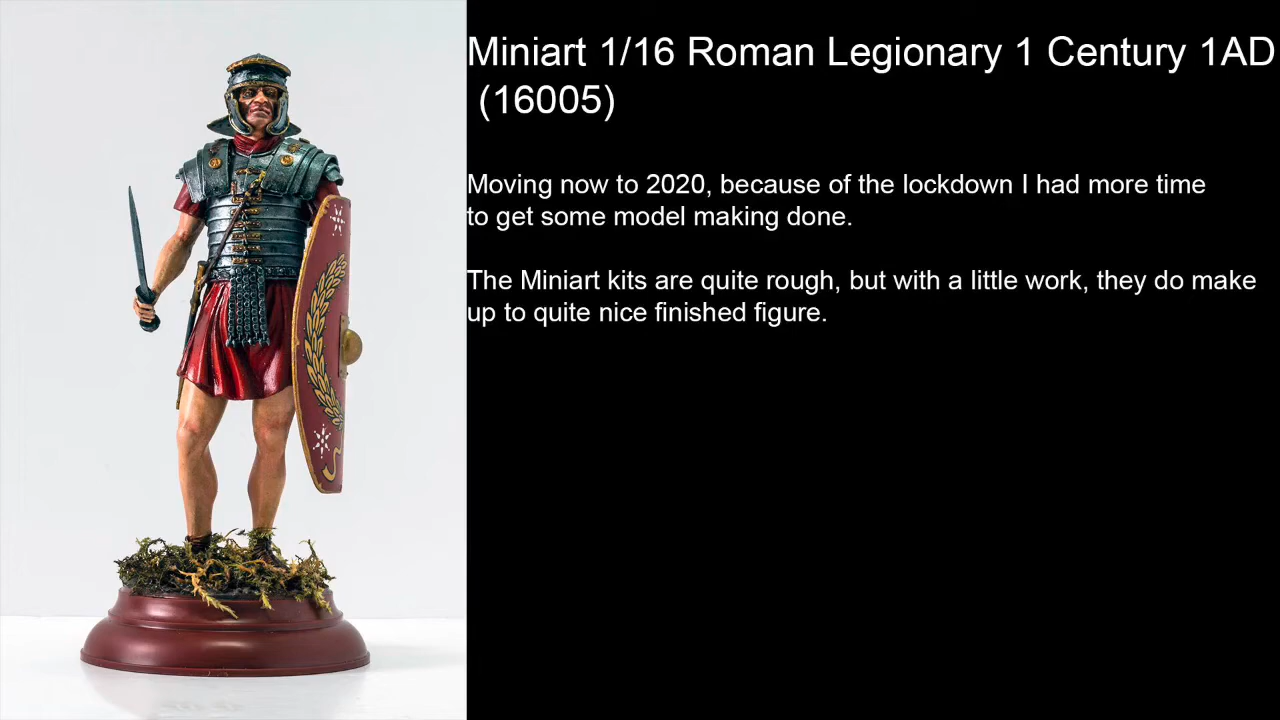 Miniart 1/16 Roman Legionary 1 Century 1AD
(16005)
Moving now to 2020, because of the lockdown I had more time
to get some model making done.
The Miniart kits are quite rough, but with a little work, they do make
up to quite nice finished figure.